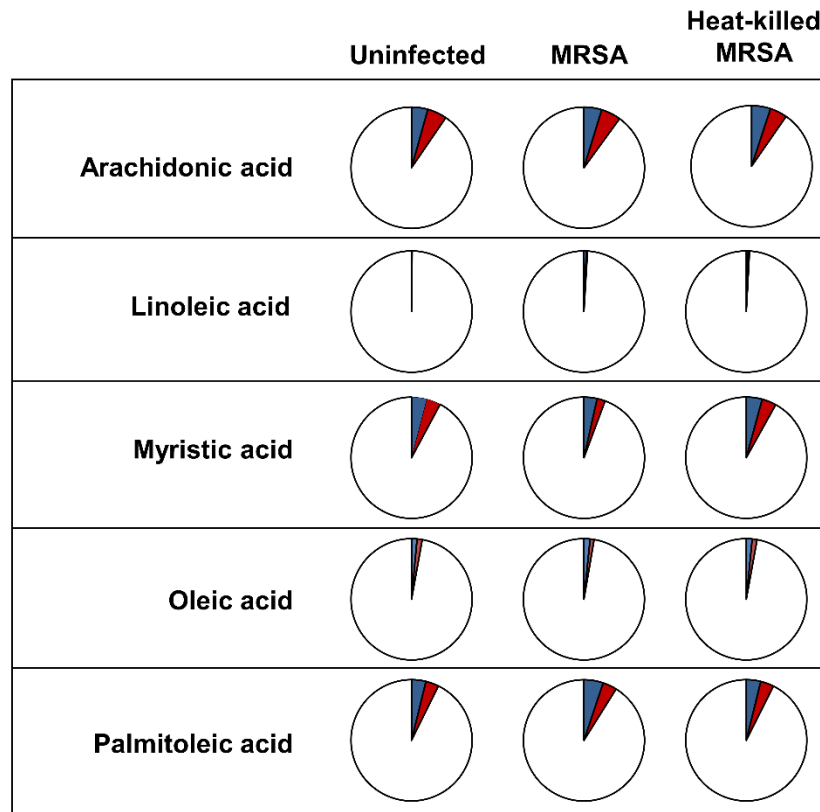 Uninfected
MRSA
Heat-killed
MRSA
Arachidonic acid
Linoleic acid
Myristic acid
Oleic acid
Palmitoleic acid